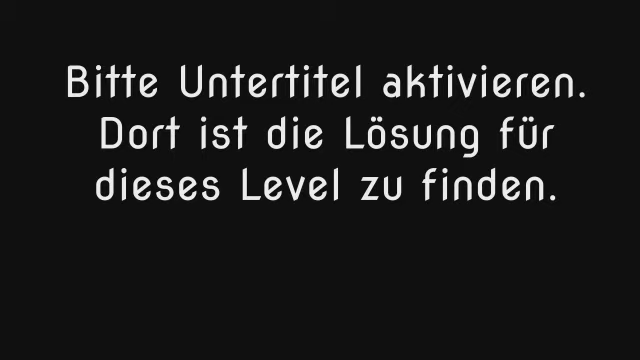 Bitte Untertitel aktivieren.
Dort ist die Lösung für
dieses Level zu finden.